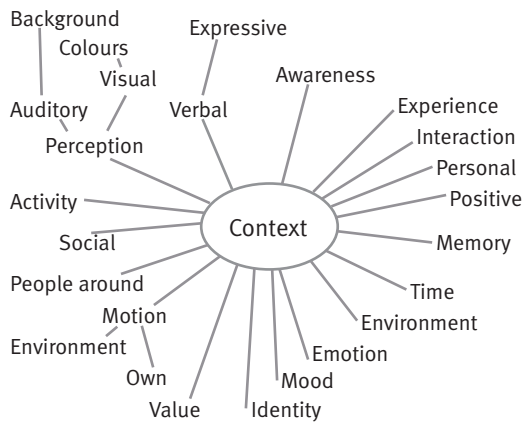 Background
Colours
Expressive
Visual
Awareness
Auditory
Verbal
Experience
Interaction
Perception
Personal
Activity
Positive
Context
Social
Memory
People around
Time
Motion
Environment
Environment
Emotion
Own
Mood
Value
Identity